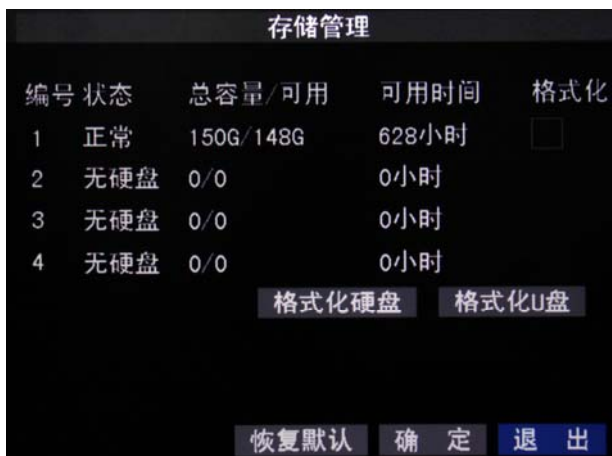 存储管理
编号 状态 总容量/可用 可用时间 格式化
1 正常 150G/148G 628小时
2 无硬盘 0/0 0小时
3 无硬盘 0/0 0小时
4 无硬盘 0/0 0小时
格式化硬盘 格式化U盘
恢复默认 确 定 退 出